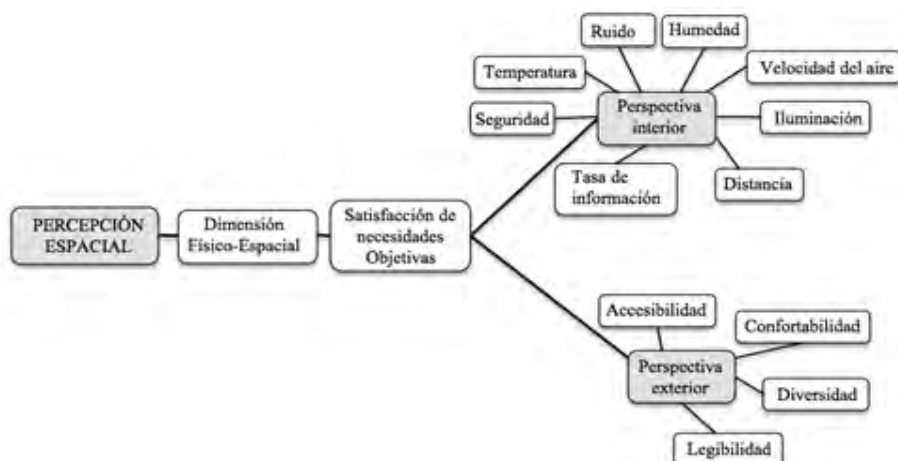 Ruido
Humedad
Temperatura
Velocidad del aire
Seguridad
Perspectiva
interior
Iluminación
Tasa de
información
Distancia
PERCEPCIÓN
ESPACIAL
Dimensión
Físico-Espacial
Satisfacción de
necesidades
Objetivas
Accesibilidad
Confortabilidad
Perspectiva
exterior
Diversidad
Legibilidad